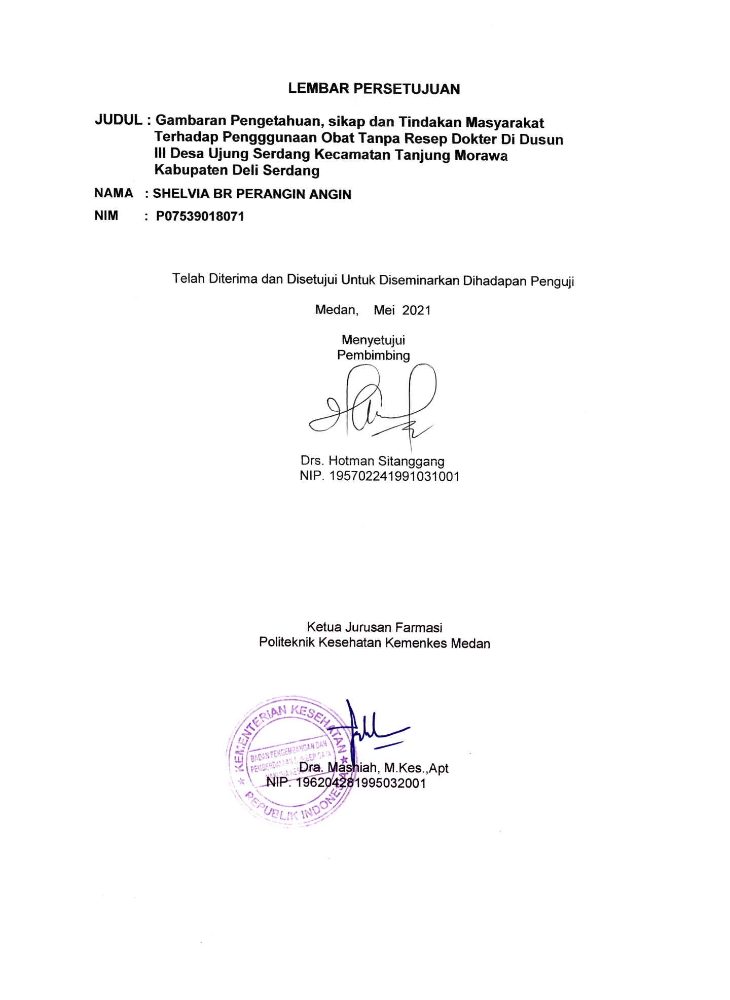 LEMBAR PERSETUJUAN
JUDUL : Gambaran Pengetahuan, sikap dan Tindakan Masyarakat
Terhadap Pengggunaan Obat Tanpa Resep Dokter Di Dusun
III Desa Ujung Serdang Kecamatan Tanjung Morawa
Kabupaten Deli Serdang
NAMA : SHELVIA BR PERANGIN ANGIN
NIM : P07539018071
Telah Diterima dan Disetujui Untuk Diseminarkan Dihadapan Penguji
Medan, Mei 2021
Menyetujui
Pembimbing
Drs. Hotman Sitanggang
NIP. 195702241991031001
Ketua Jurusan Farmasi
Politeknik Kesehatan Kemenkes Medan
KEMENTERIAN KESEHATAN
BADAN PENGEMBANGAN DAN
PEMBERDAYAAN SUMBER DAYA
MANUSIA
REPUBLIK INDONESIA
Dra. Masniah, M.Kes.,Apt
NIP. 196204281995032001